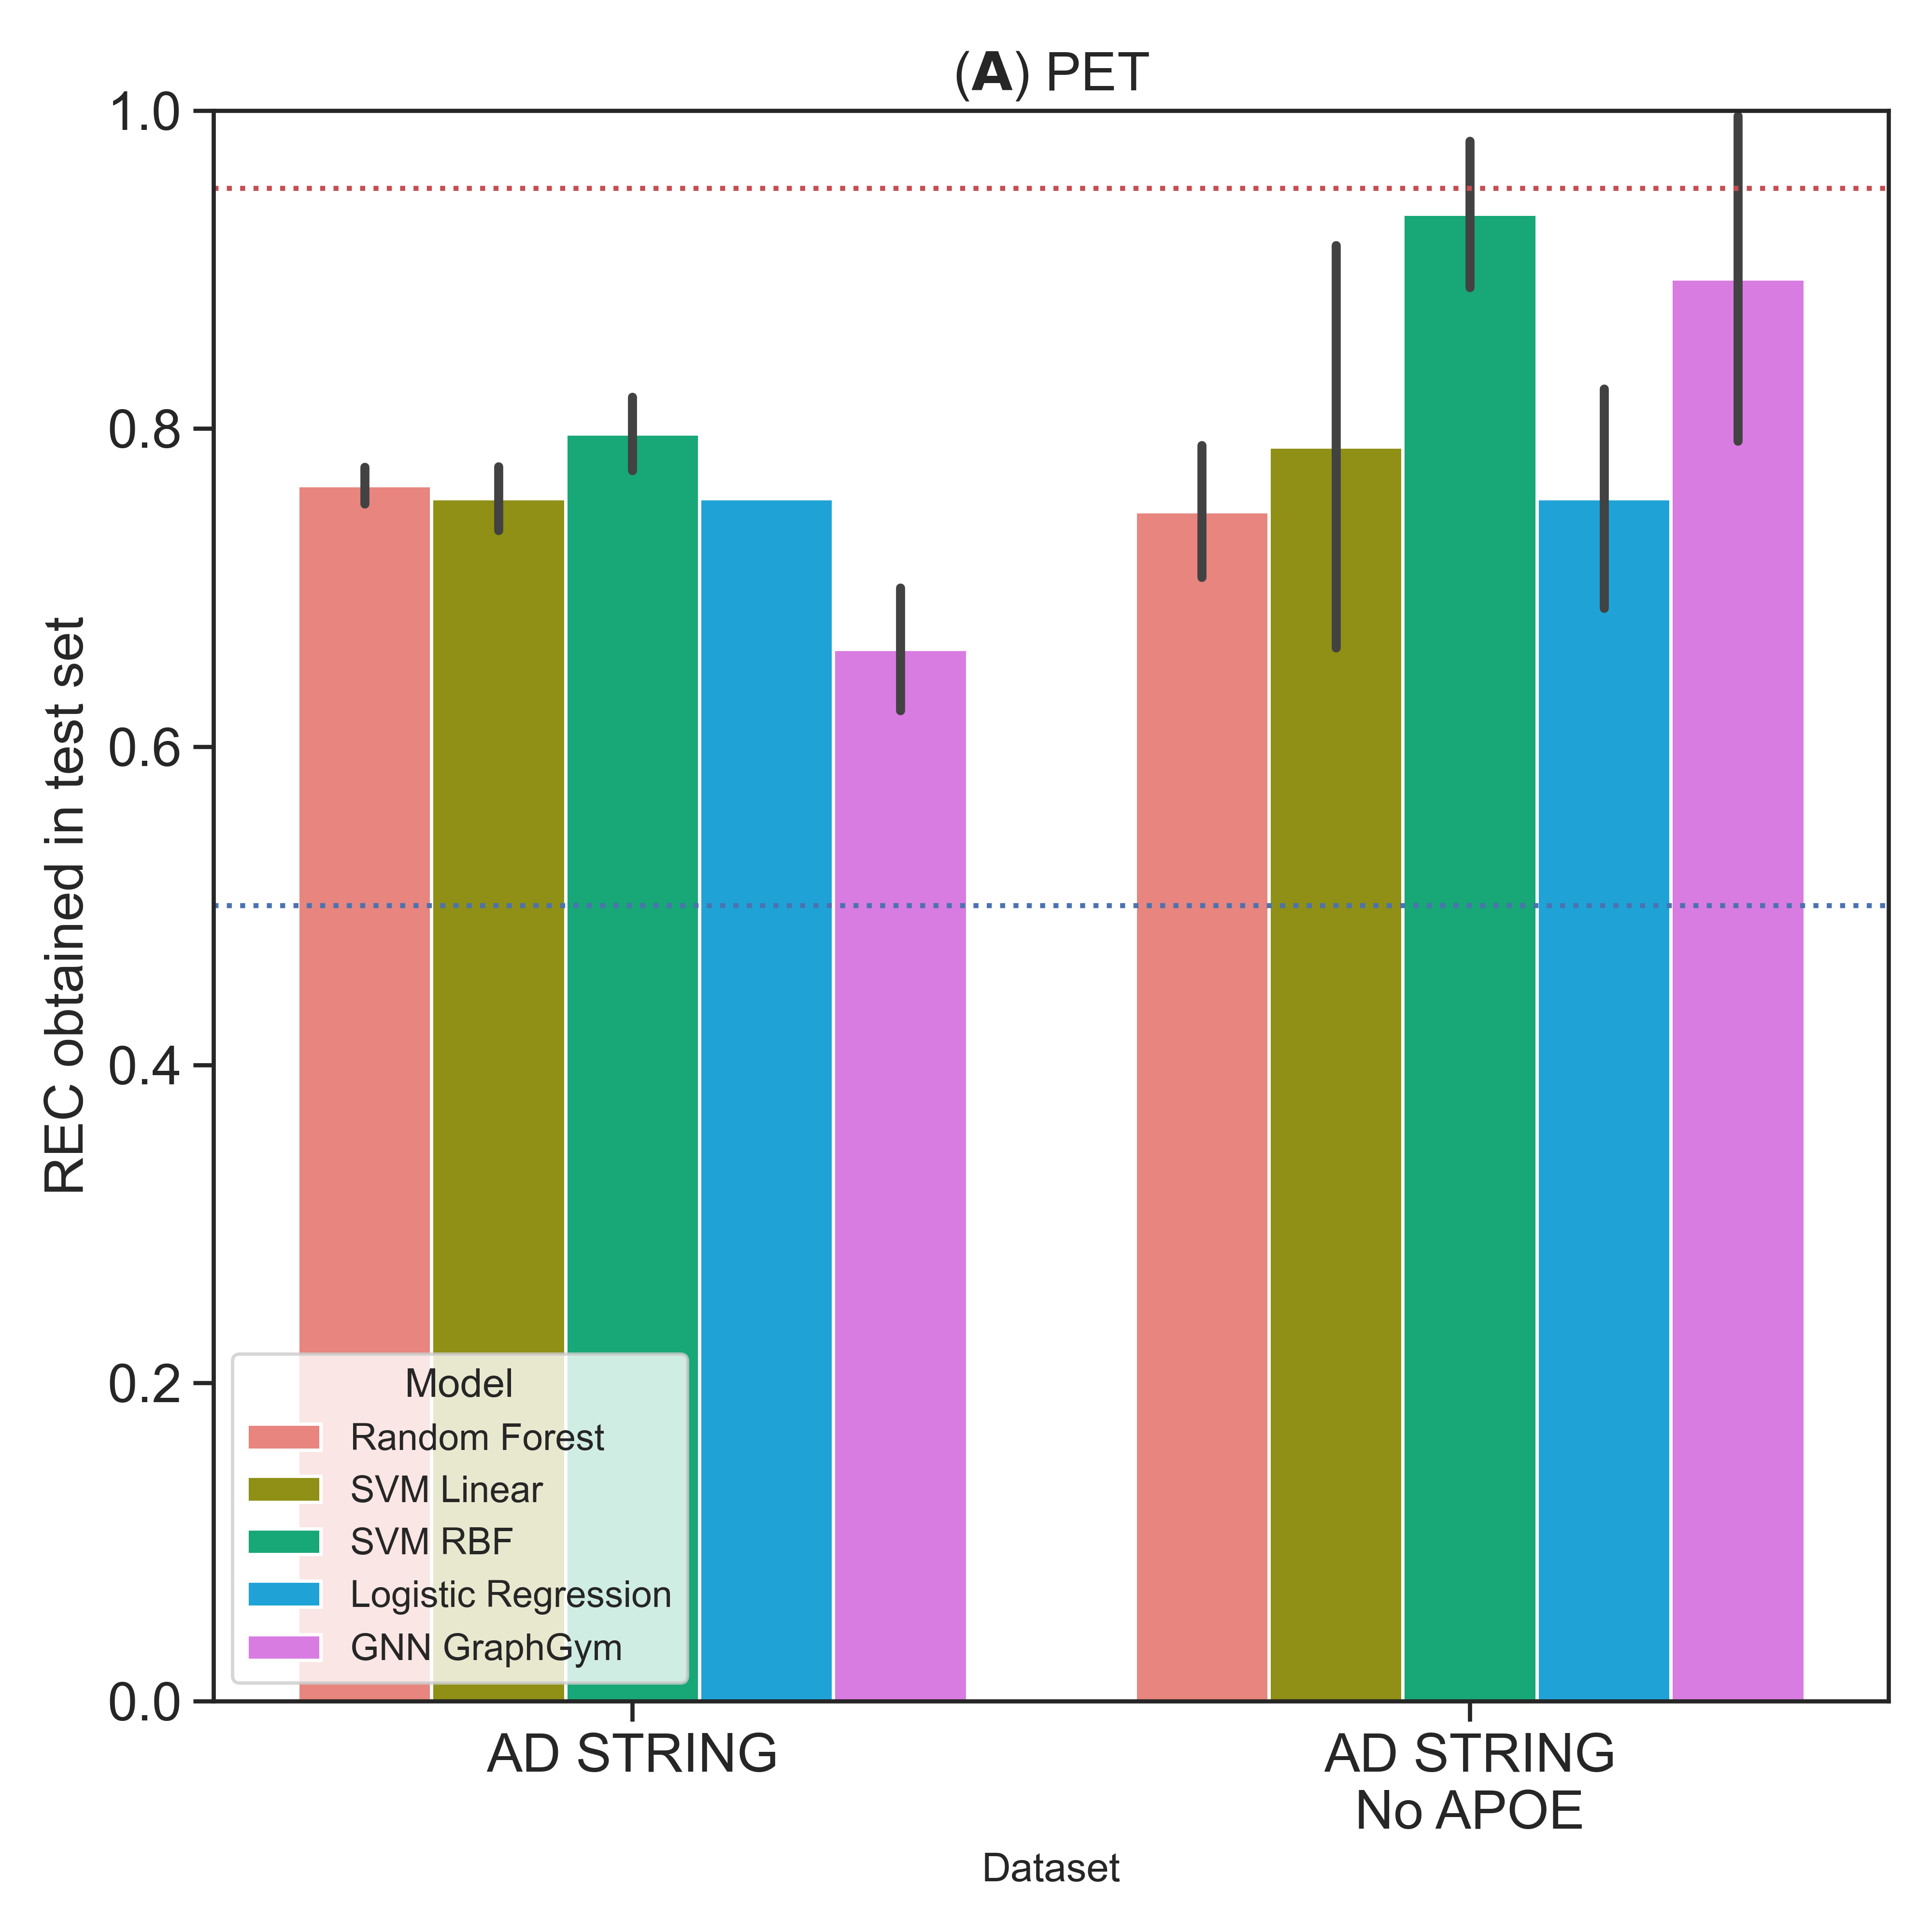 (A) PET
1.0
0.8
0.6
0.4
0.2
0.0
REC obtained in test set
Model
Random Forest
SVM Linear
SVM RBF
Logistic Regression
GNN GraphGym
AD STRING
AD STRING
No APOE
Dataset